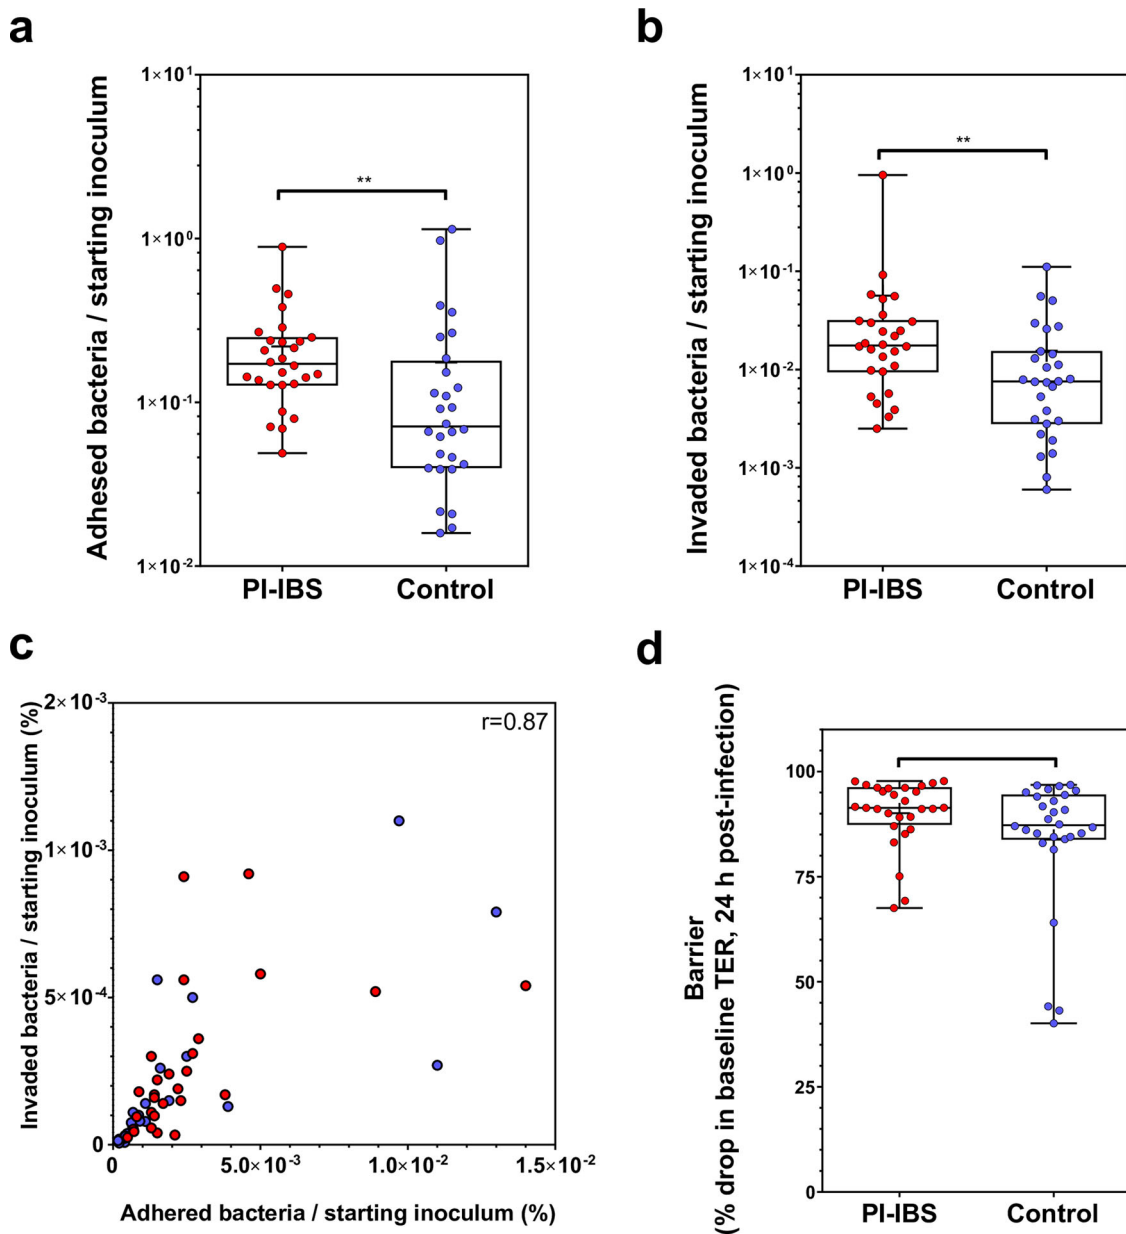 a
Adhesed bacteria / starting inoculum
1×10¹
1×10⁰
1×10⁻¹
1×10⁻²
**
PI-IBS
Control
b
Invaded bacteria / starting inoculum
1×10¹
1×10⁰
1×10⁻¹
1×10⁻²
1×10⁻³
1×10⁻⁴
**
PI-IBS
Control
c
Invaded bacteria / starting inoculum (%)
2×10⁻³
1×10⁻³
5×10⁻⁴
0
r=0.87
0
5.0×10⁻³
1.0×10⁻²
1.5×10⁻²
Adhered bacteria / starting inoculum (%)
d
Barrier
(% drop in baseline TER, 24 h post-infection)
100
75
50
25
0
PI-IBS
Control